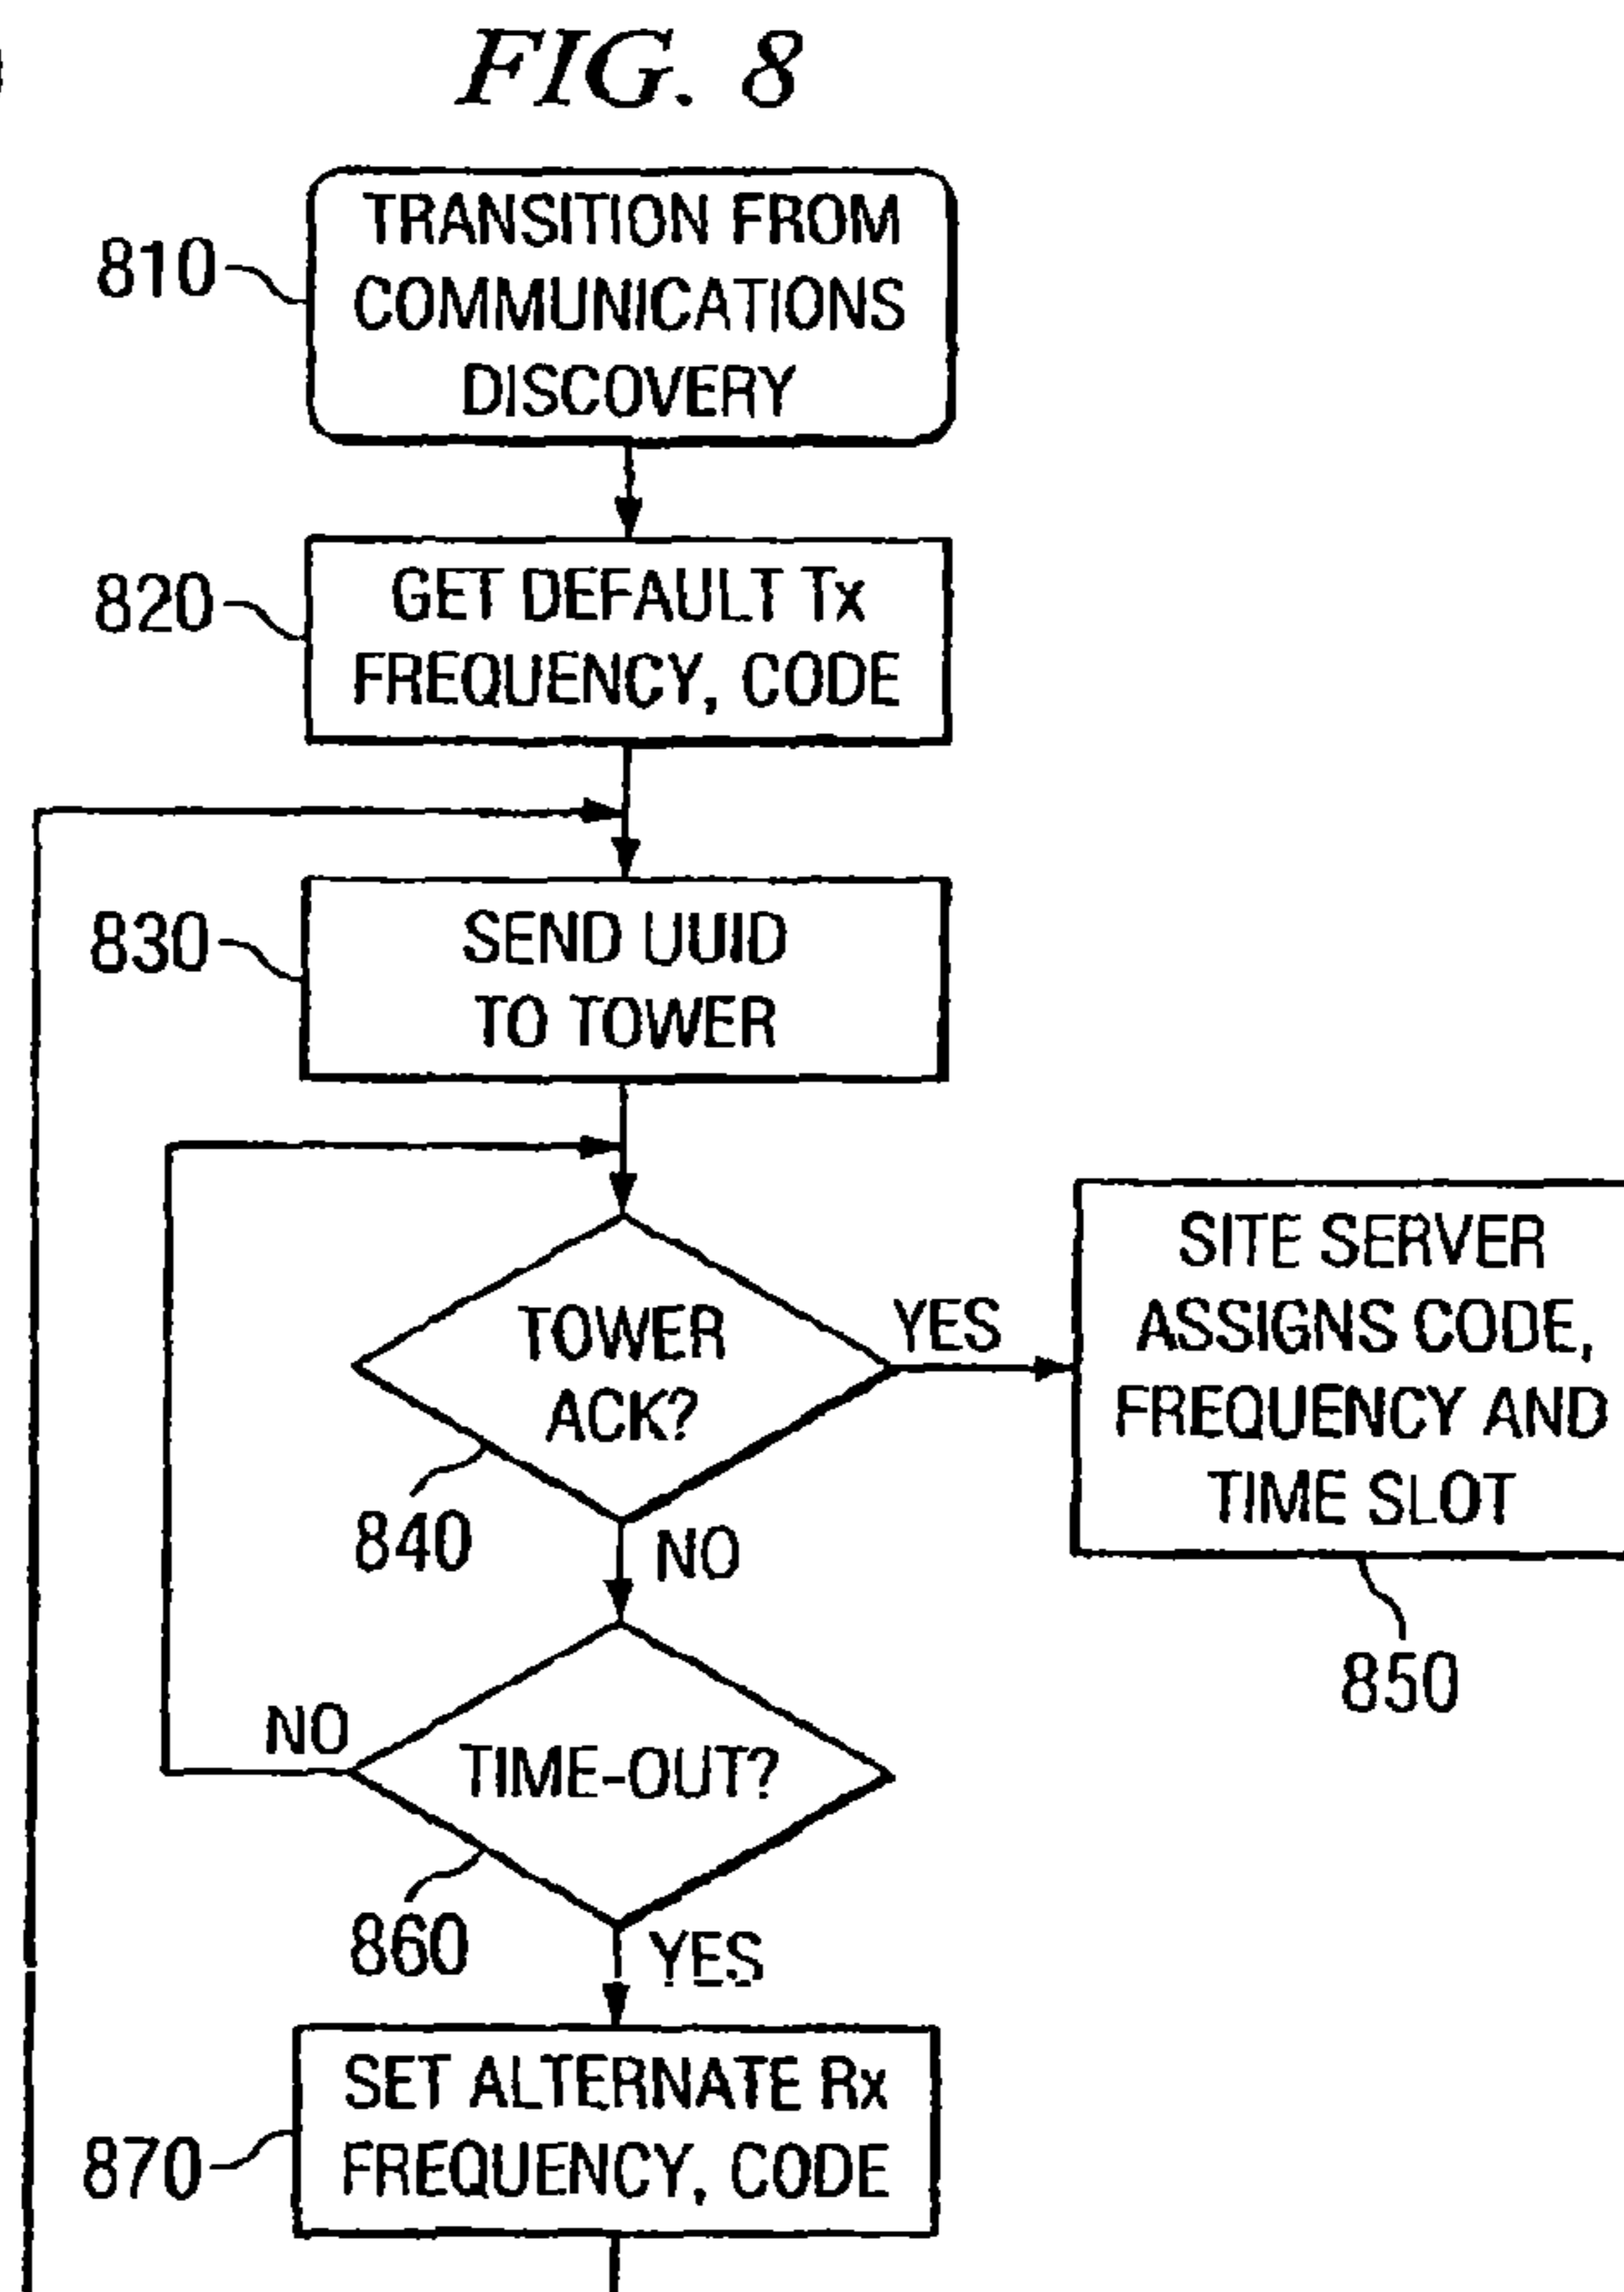 FIG. 8
810
TRANSITION FROM
COMMUNICATIONS
DISCOVERY
820
GET DEFAULT Tx
FREQUENCY, CODE
830
SEND UUID
TO TOWER
TOWER
ACK?
YES
840
NO
SITE SERVER
ASSIGNS CODE,
FREQUENCY AND
TIME SLOT
850
NO
TIME-OUT?
860
YES
870
SET ALTERNATE Rx
FREQUENCY, CODE